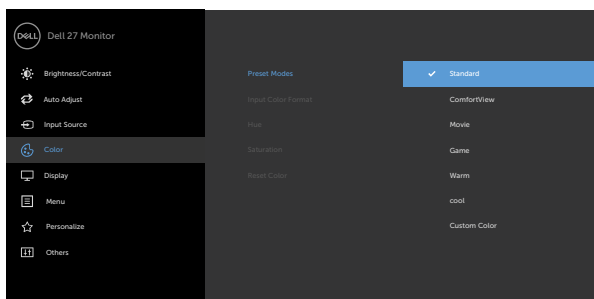 DELL
Dell 27 Monitor
Brightness/Contrast
Auto Adjust
Input Source
Color
Display
Menu
Personalize
Others
Preset Modes
Input Color Format
Hue
Saturation
Reset Color
Standard
ComfortView
Movie
Game
Warm
cool
Custom Color